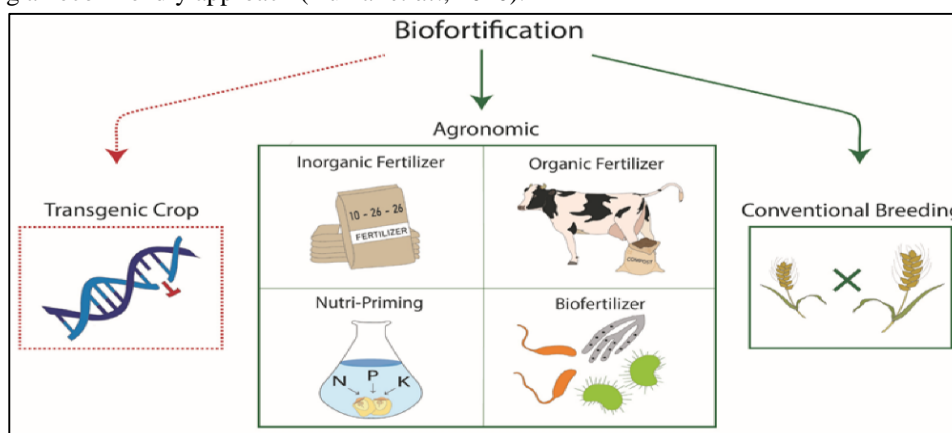 Biofortification
Agronomic
Inorganic Fertilizer
Organic Fertilizer
10 - 26 - 26
FERTILIZER
COMPOST
Transgenic Crop
Conventional Breeding
Nutri-Priming
Biofertilizer
N P K